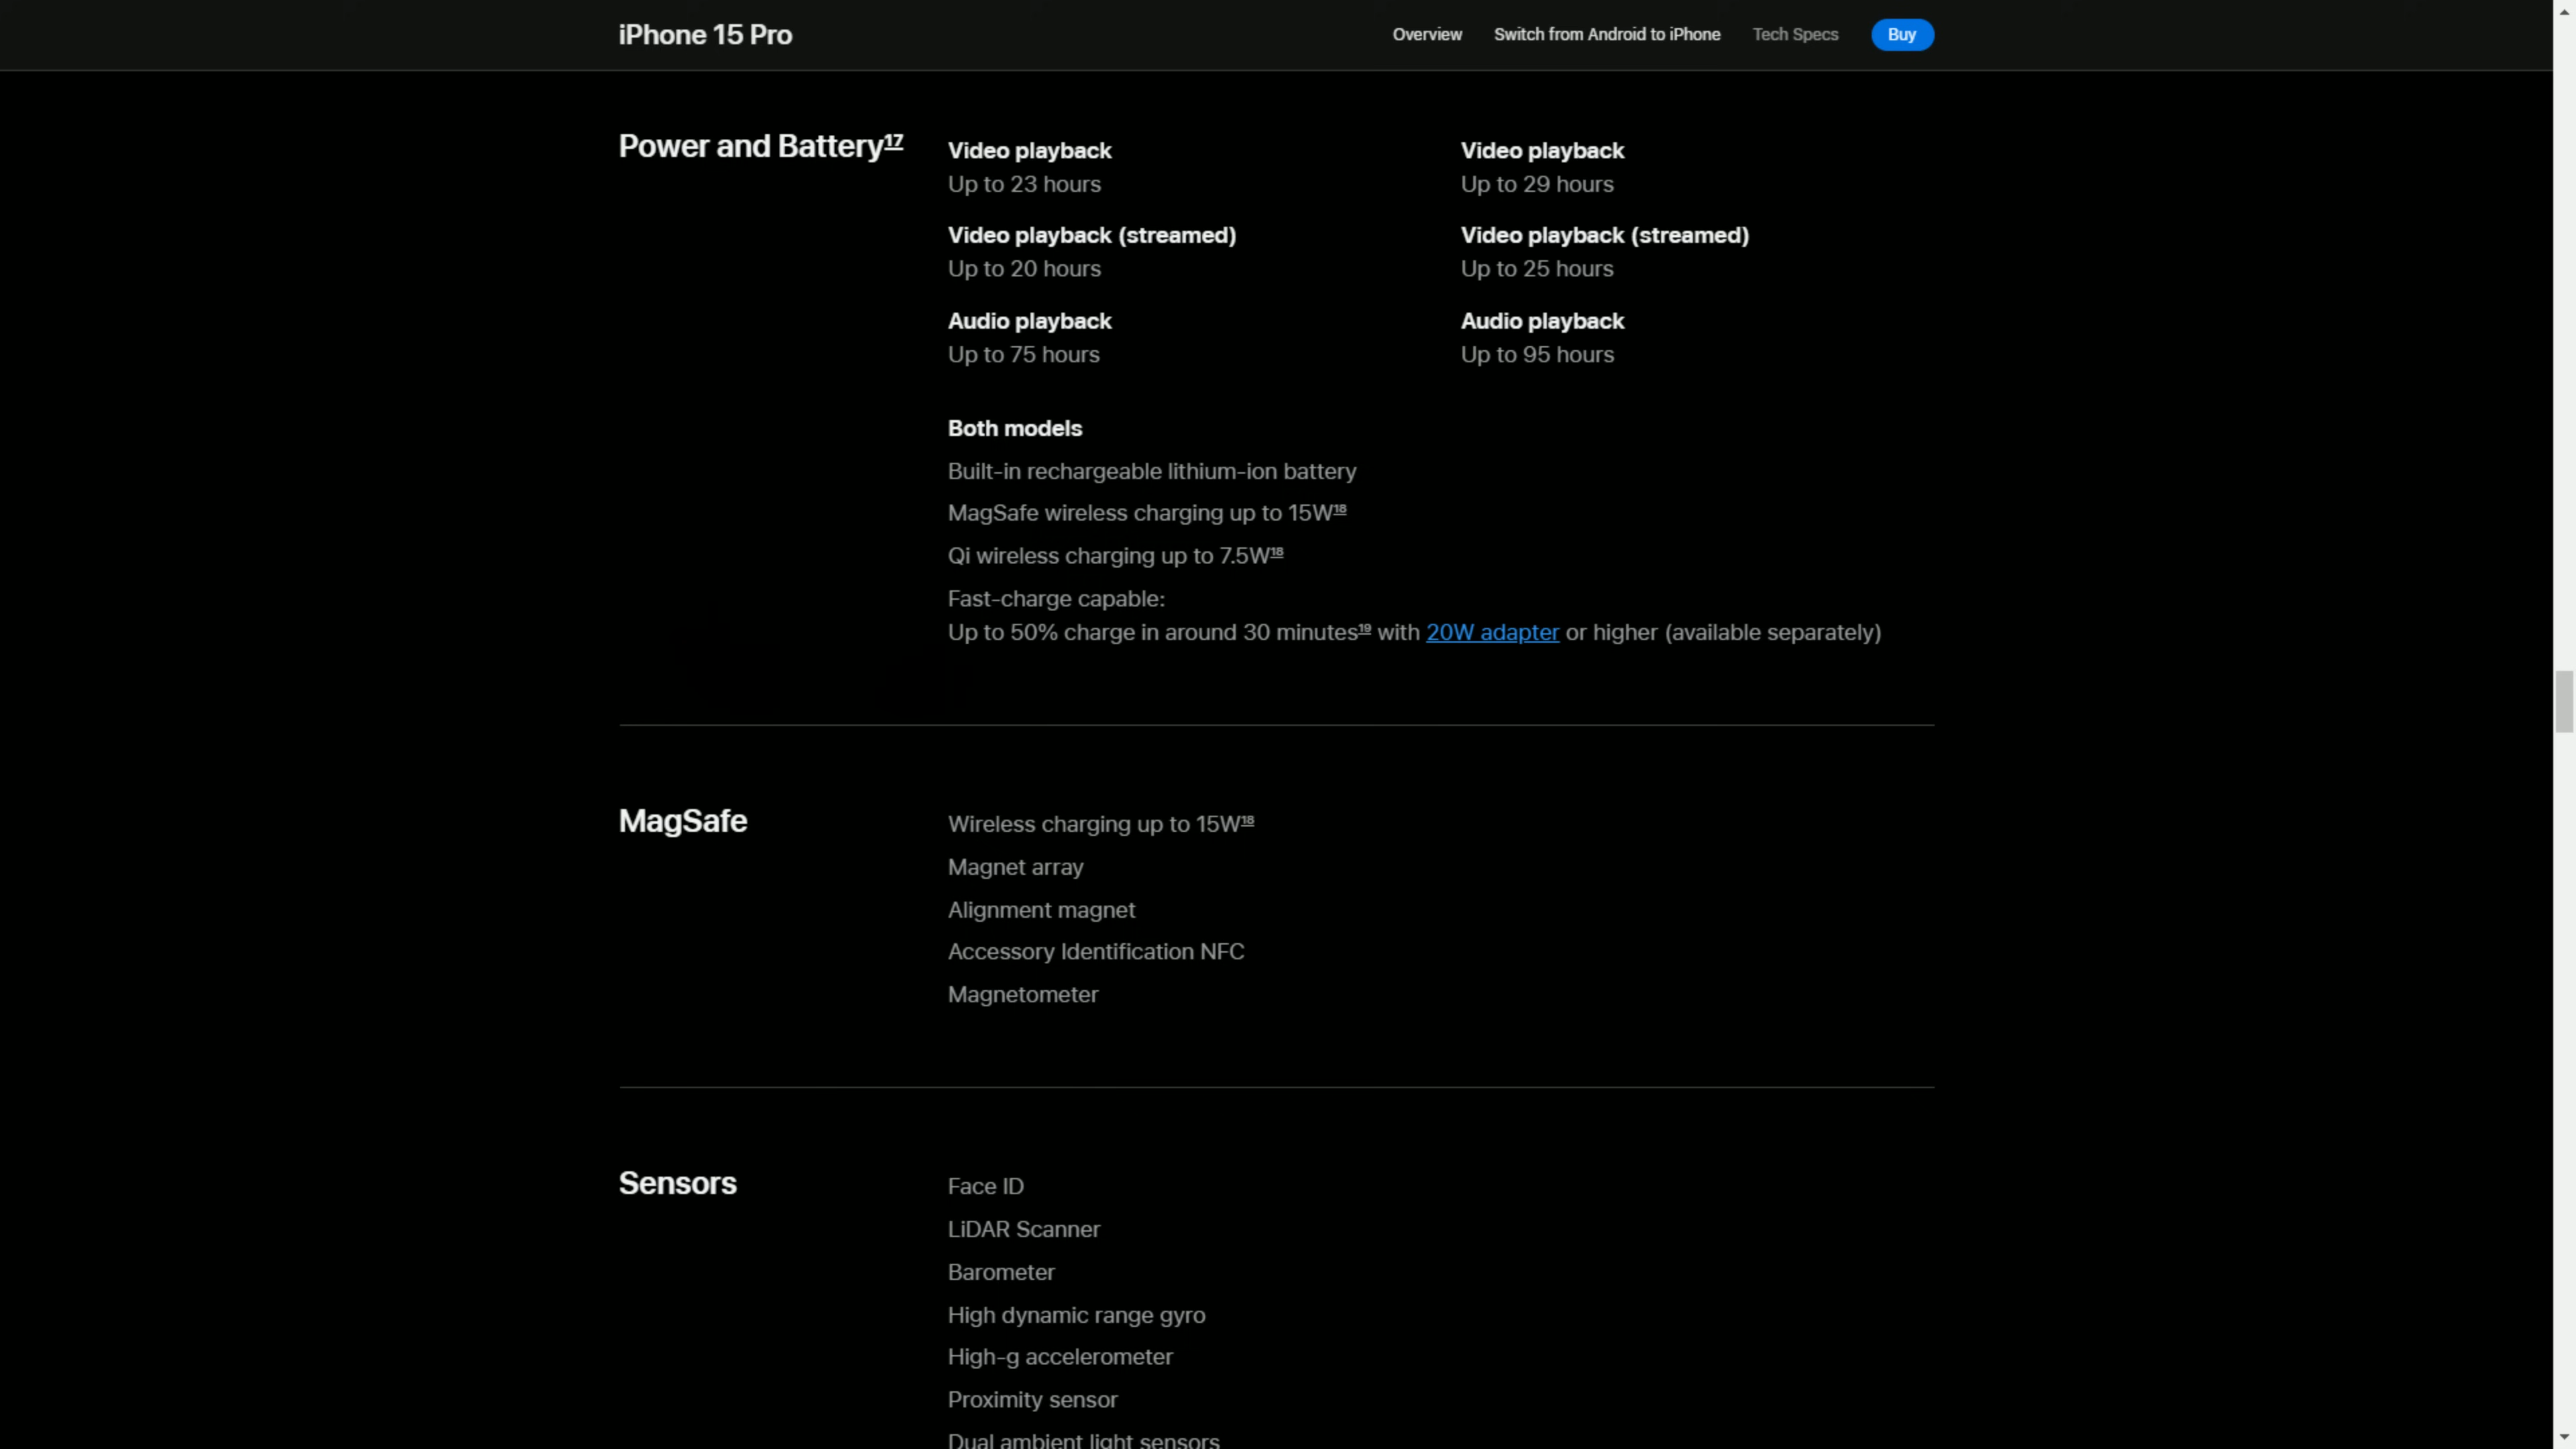 iPhone 15 Pro
Overview
Switch from Android to iPhone
Tech Specs
Buy
Power and Battery17
Video playback
Up to 23 hours
Video playback (streamed)
Up to 20 hours
Audio playback
Up to 75 hours
Video playback
Up to 29 hours
Video playback (streamed)
Up to 25 hours
Audio playback
Up to 95 hours
Both models
Built-in rechargeable lithium-ion battery
MagSafe wireless charging up to 15W18
Qi wireless charging up to 7.5W18
Fast-charge capable:
Up to 50% charge in around 30 minutes19 with 20W adapter or higher (available separately)
MagSafe
Wireless charging up to 15W18
Magnet array
Alignment magnet
Accessory Identification NFC
Magnetometer
Sensors
Face ID
LiDAR Scanner
Barometer
High dynamic range gyro
High-g accelerometer
Proximity sensor
Dual ambient light sensors